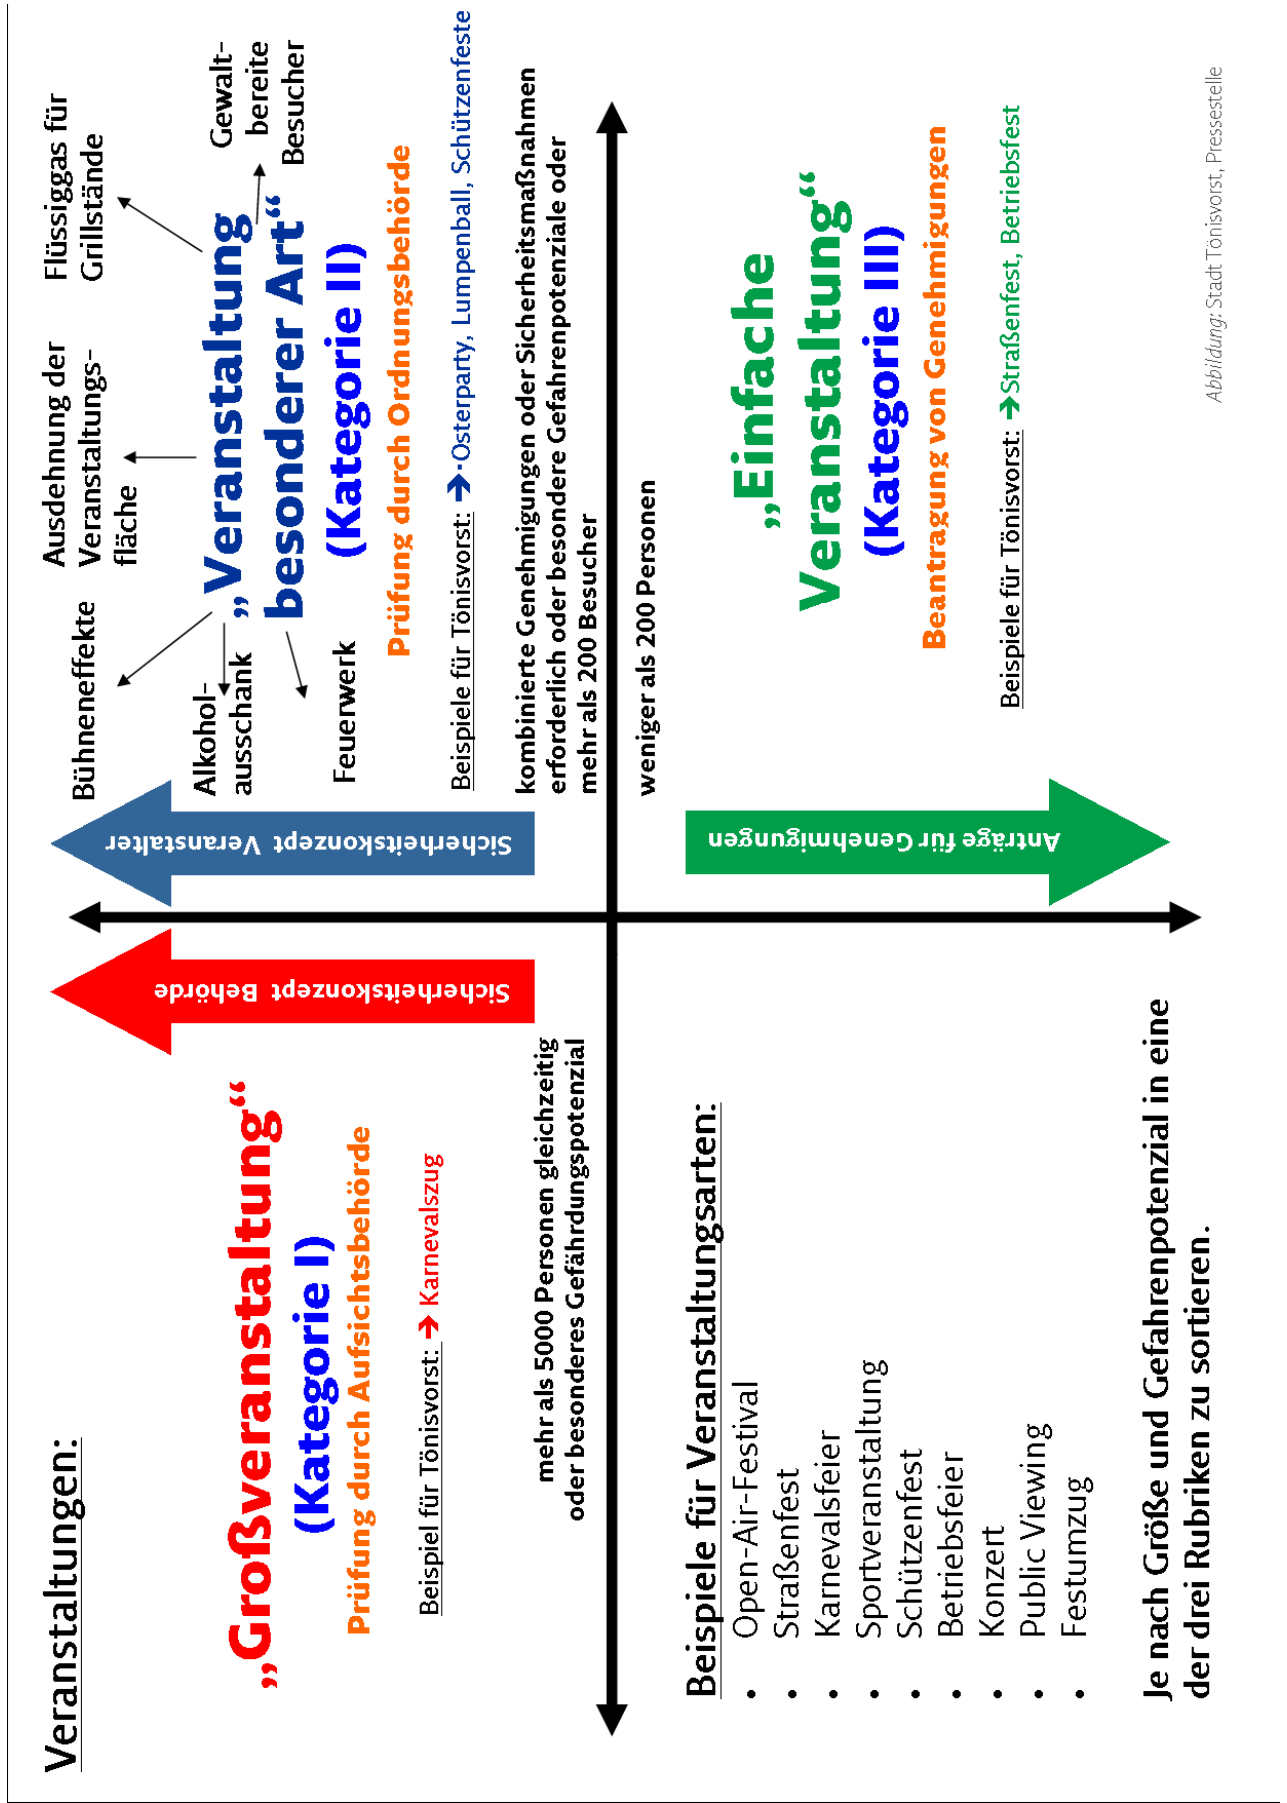 Veranstaltungen:
„Großveranstaltung“
(Kategorie I)
Prüfung durch Aufsichtsbehörde
Beispiel für Tönisvorst: ➔ Karnevalszug
mehr als 5000 Personen gleichzeitig
oder besonderes Gefährdungspotenzial
Sicherheitskonzept Behörde
Sicherheitskonzept Veranstalter
Bühneneffekte
Ausdehnung der
Veranstaltungs-
fläche
Flüssiggas für
Grillstände
Alkohol-
ausschank
Feuerwerk
Gewalt-
bereite
Besucher
„Veranstaltung
besonderer Art“
(Kategorie II)
Prüfung durch Ordnungsbehörde
Beispiele für Tönisvorst: ➔·Osterparty, Lumpenball, Schützenfeste
kombinierte Genehmigungen oder Sicherheitsmaßnahmen
erforderlich oder besondere Gefahrenpotenziale oder
mehr als 200 Besucher
weniger als 200 Personen
Beispiele für Veranstaltungsarten:
• Open-Air-Festival
• Straßenfest
• Karnevalsfeier
• Sportveranstaltung
• Schützenfest
• Betriebsfeier
• Konzert
• Public Viewing
• Festumzug
Je nach Größe und Gefahrenpotenzial in eine
der drei Rubriken zu sortieren.
Anträge für Genehmigungen
„Einfache
Veranstaltung“
(Kategorie III)
Beantragung von Genehmigungen
Beispiele für Tönisvorst: ➔Straßenfest, Betriebsfest
Abbildung: Stadt Tönisvorst, Pressestelle